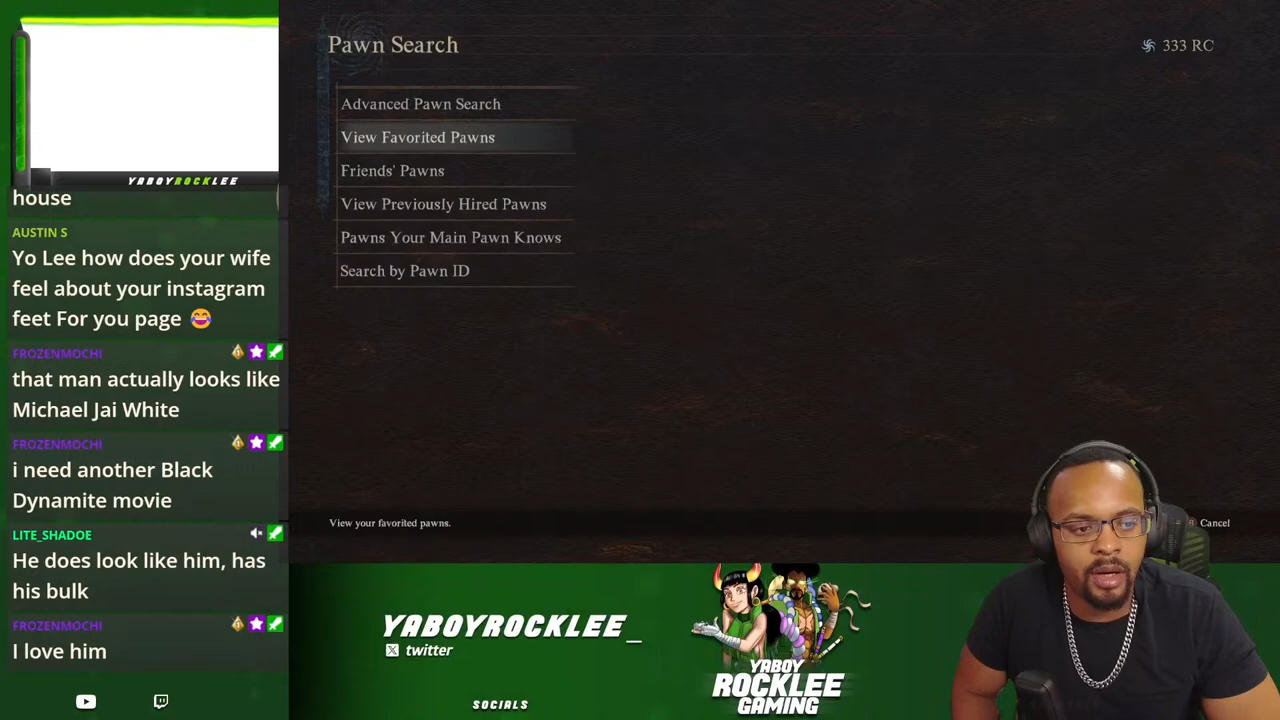 Pawn Search
333 RC
Advanced Pawn Search
View Favorited Pawns
Friends' Pawns
View Previously Hired Pawns
Pawns Your Main Pawn Knows
Search by Pawn ID
View your favorited pawns.
Cancel
YABOYROCKLEE
house
AUSTIN S
Yo Lee how does your wife
feel about your instagram
feet For you page 😂
FROZENMOCHI
that man actually looks like
Michael Jai White
FROZENMOCHI
i need another Black
Dynamite movie
LITE_SHADOE
He does look like him, has
his bulk
FROZENMOCHI
I love him
YABOYROCKLEE_
twitter
SOCIALS
YABOY
ROCKLEE
GAMING